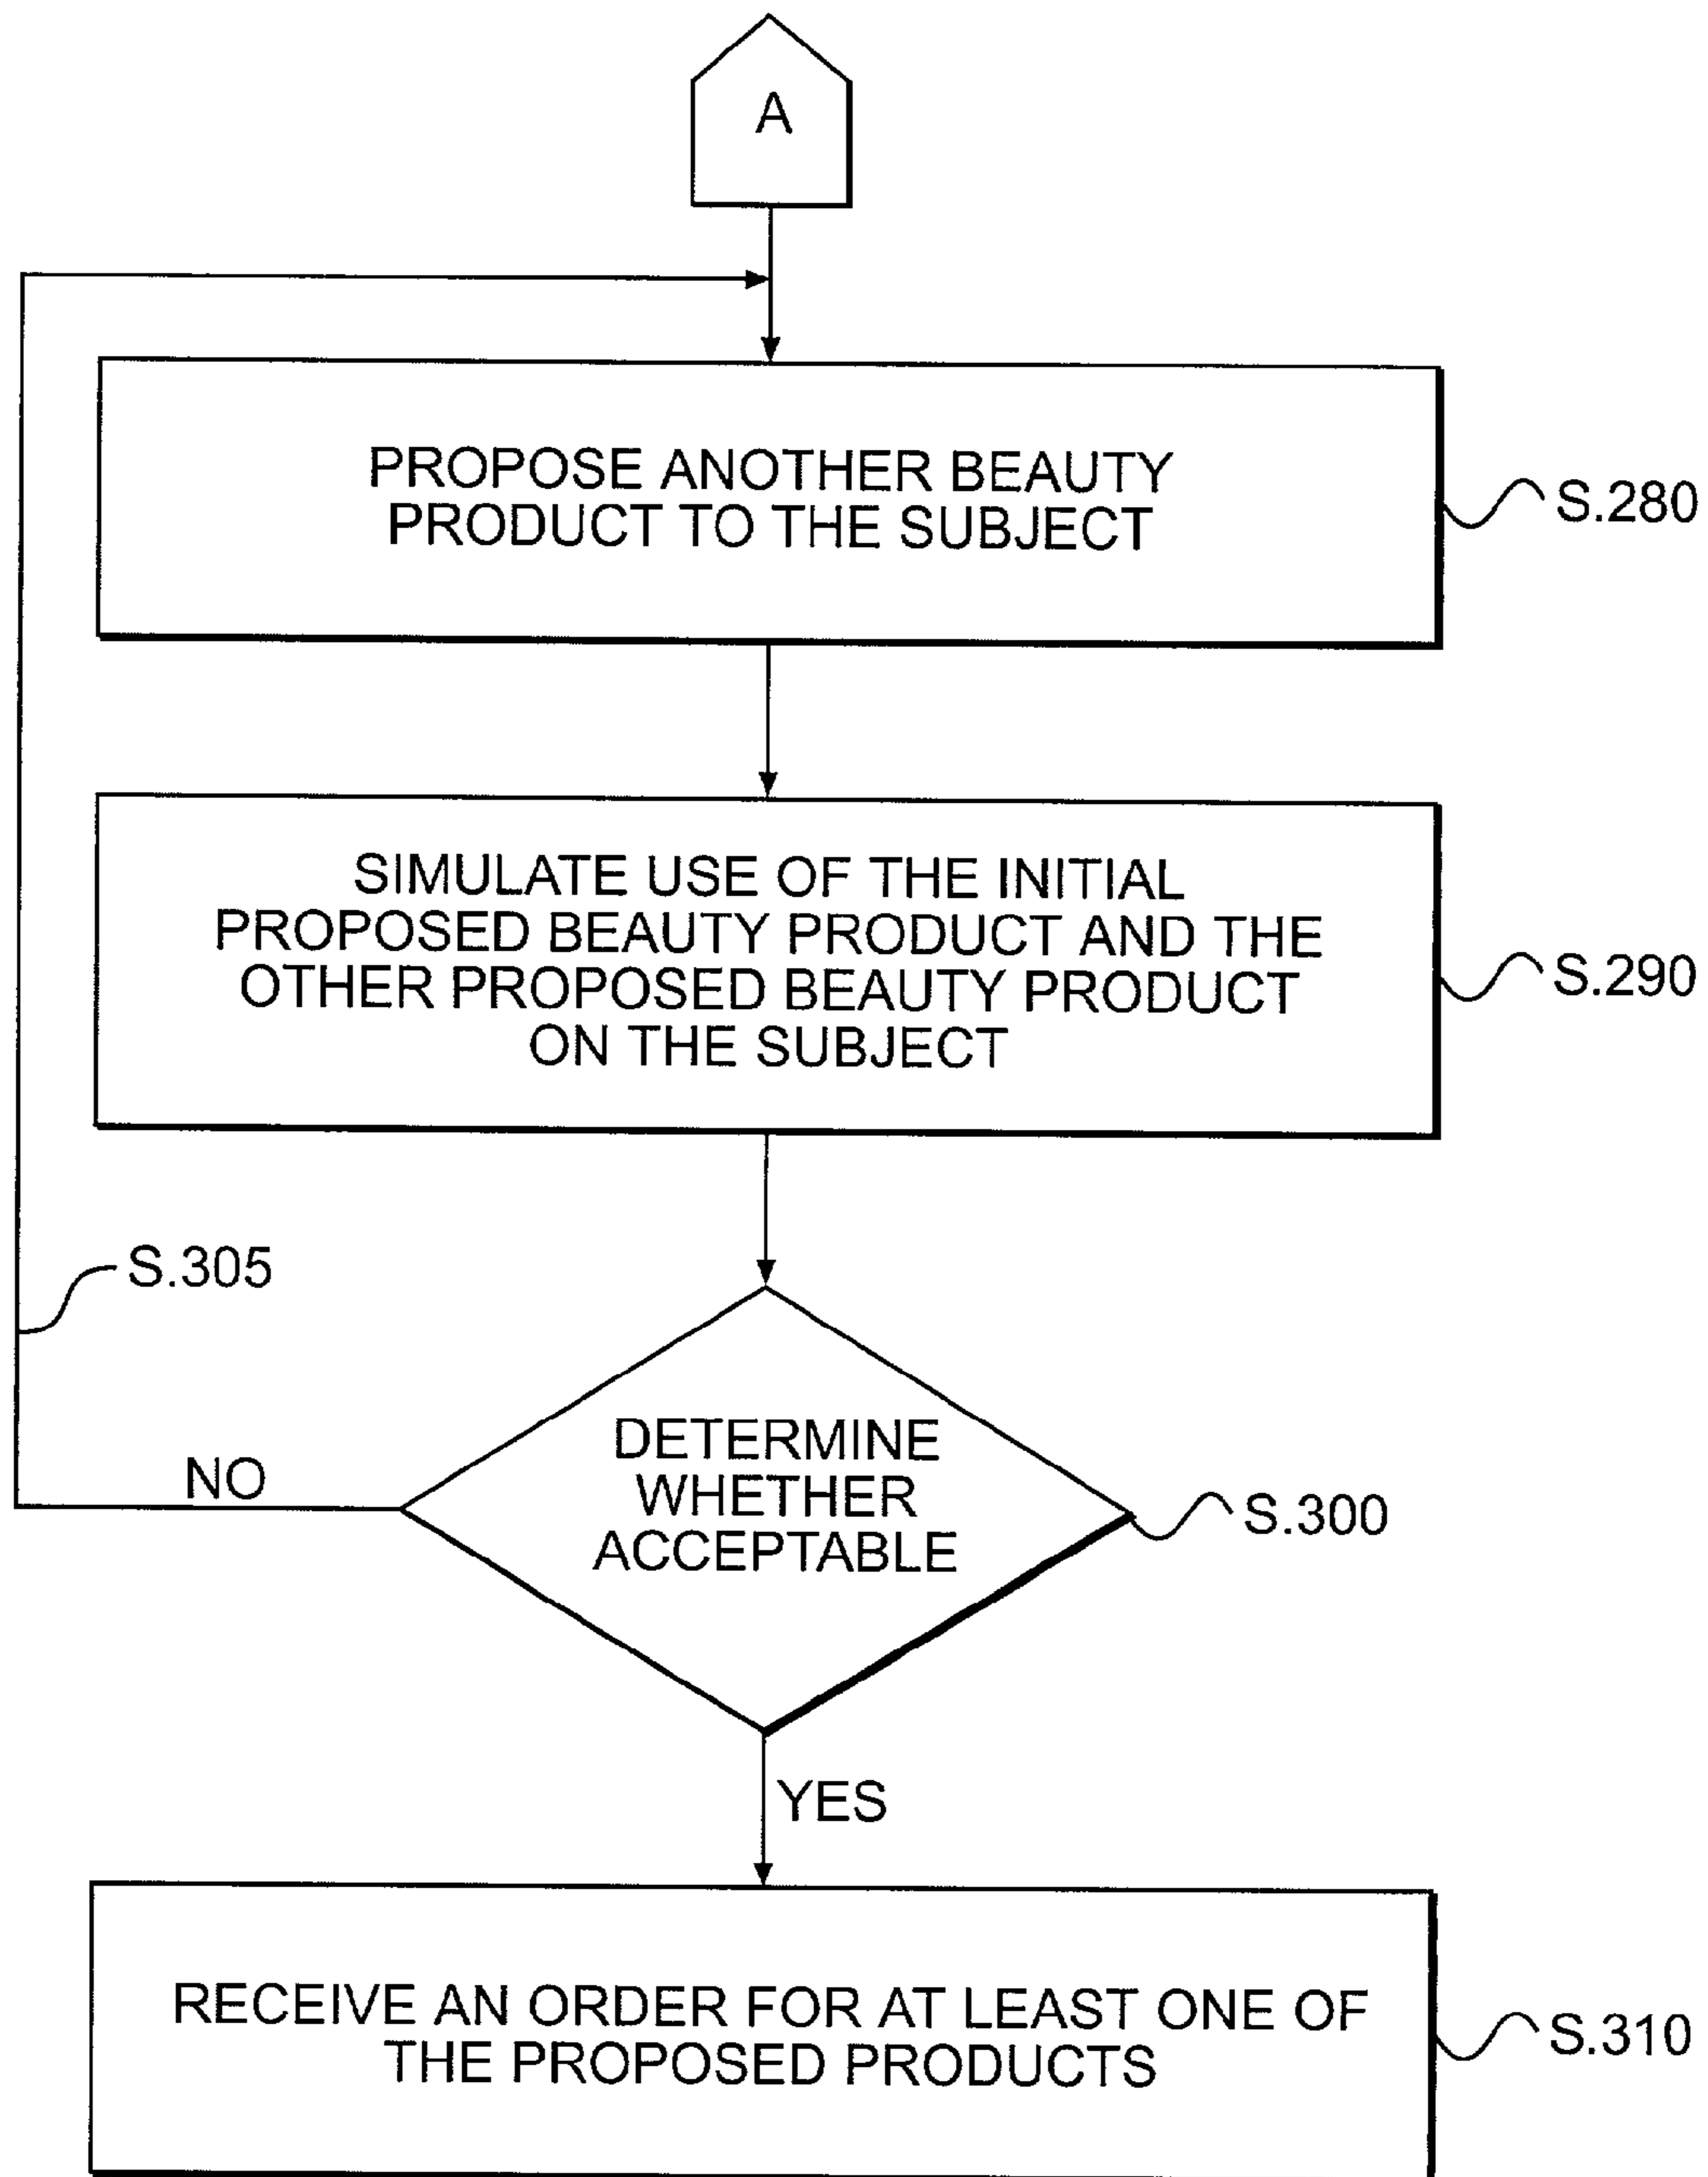 A
PROPOSE ANOTHER BEAUTY
PRODUCT TO THE SUBJECT
S.280
SIMULATE USE OF THE INITIAL
PROPOSED BEAUTY PRODUCT AND THE
OTHER PROPOSED BEAUTY PRODUCT
ON THE SUBJECT
S.290
S.305
DETERMINE
WHETHER
ACCEPTABLE
NO
S.300
YES
RECEIVE AN ORDER FOR AT LEAST ONE OF
THE PROPOSED PRODUCTS
S.310